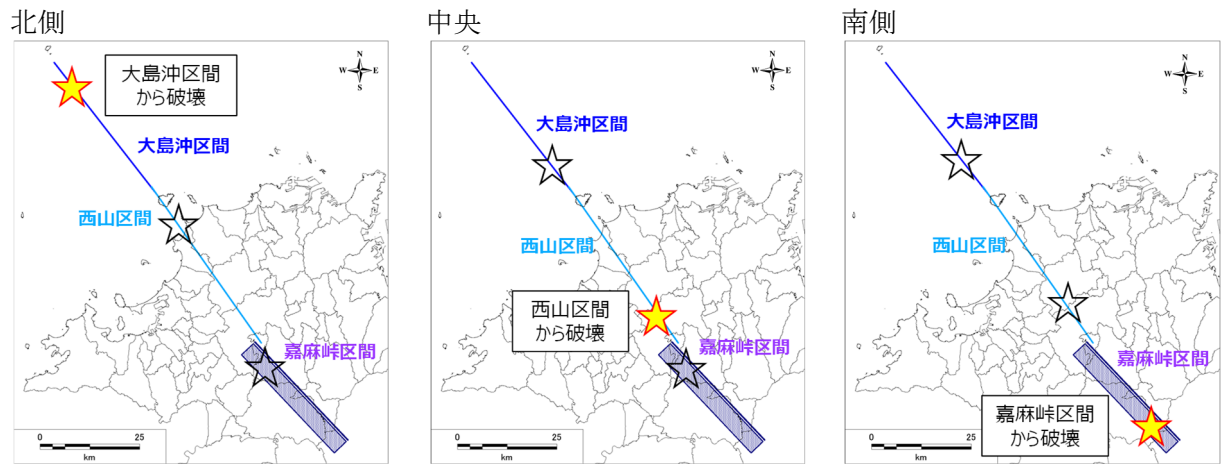 北側
大島沖区間
から破壊
N
W E
S
大島沖区間
西山区間
嘉麻峠区間
0 25
km
中央
N
W E
S
大島沖区間
西山区間
西山区間
から破壊
嘉麻峠区間
0 25
km
南側
N
W E
S
大島沖区間
西山区間
嘉麻峠区間
嘉麻峠区間
から破壊
0 25
km